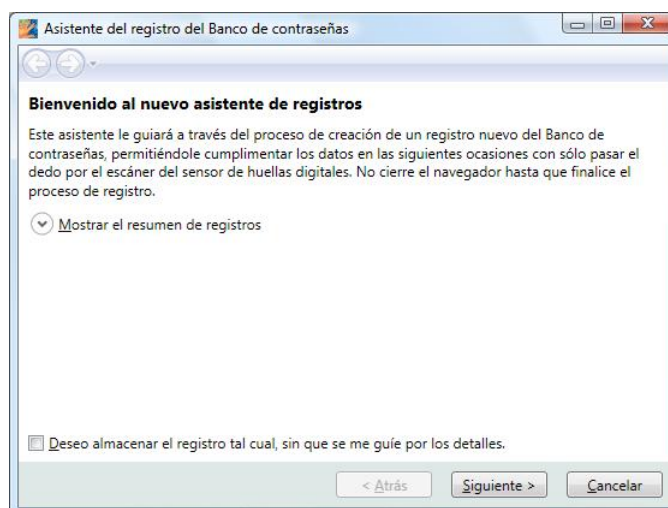 Asistente del registro del Banco de contraseñas
Bienvenido al nuevo asistente de registros
Este asistente le guiará a través del proceso de creación de un registro nuevo del Banco de
contraseñas, permitiéndole cumplimentar los datos en las siguientes ocasiones con sólo pasar el
dedo por el escáner del sensor de huellas digitales. No cierre el navegador hasta que finalice el
proceso de registro.
Mostrar el resumen de registros
Deseo almacenar el registro tal cual, sin que se me guíe por los detalles.
< Atrás Siguiente > Cancelar